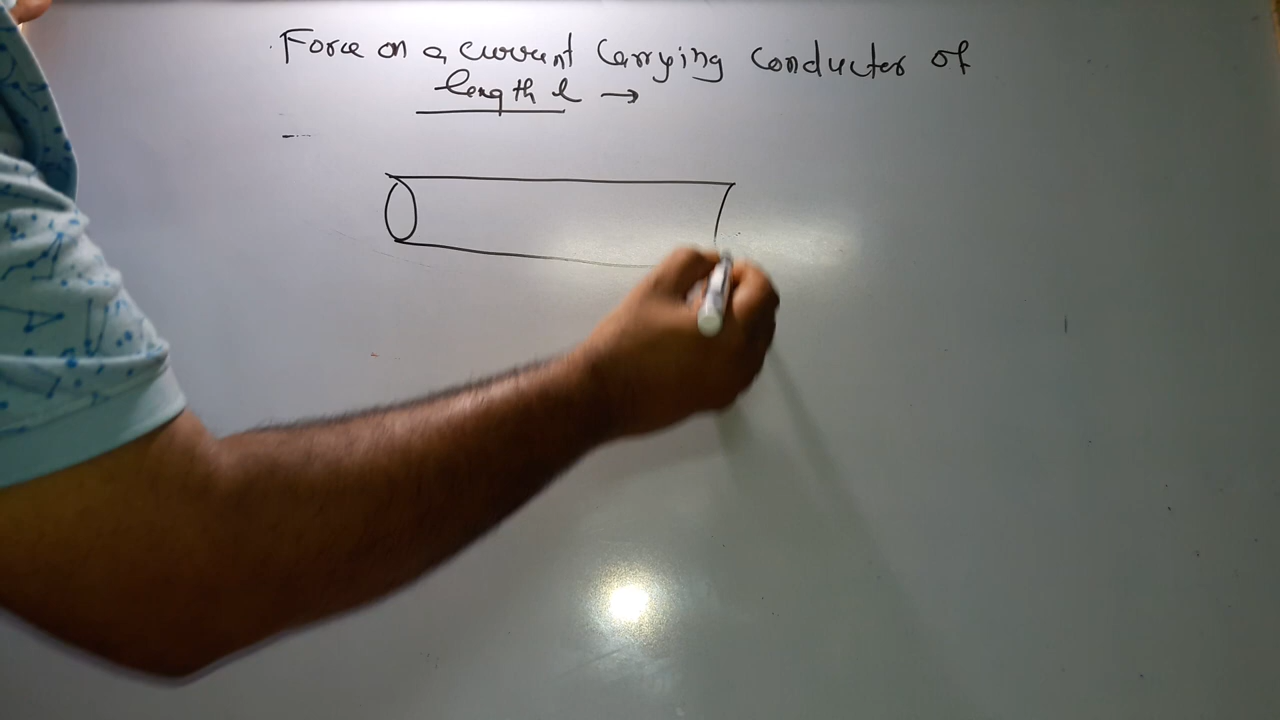 Force on a current Carrying Conductor of
length l →